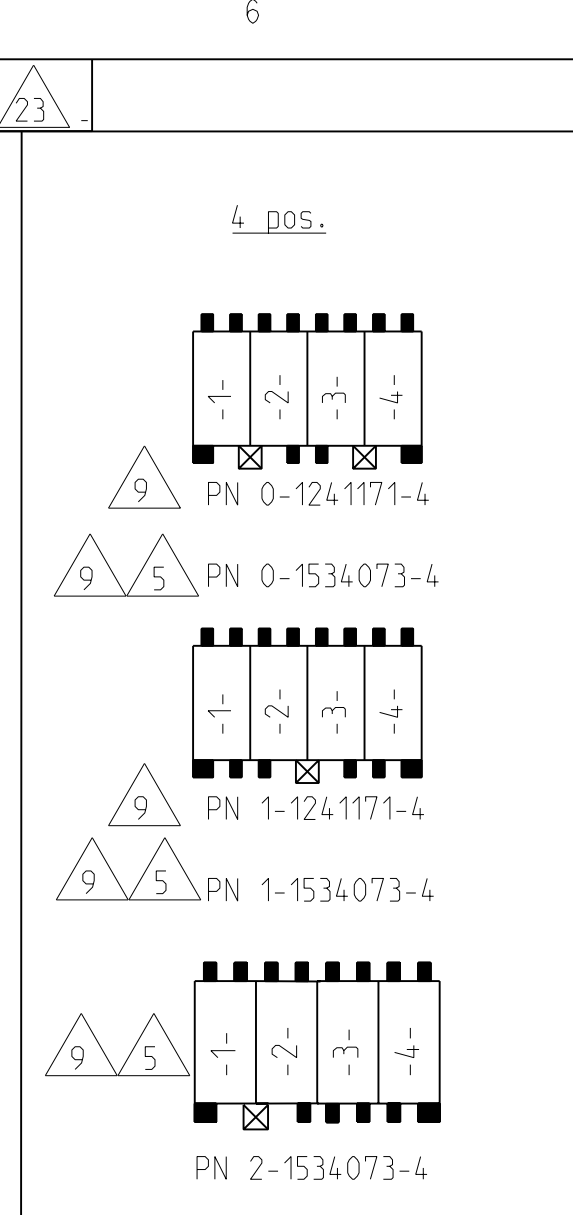 6
23 -
4 pos.
-1- -2- -3- -4-
9 PN 0-1241171-4
9 5 PN 0-1534073-4
-1- -2- -3- -4-
9 PN 1-1241171-4
9 5 PN 1-1534073-4
9 5 -1- -2- -3- -4-
PN 2-1534073-4